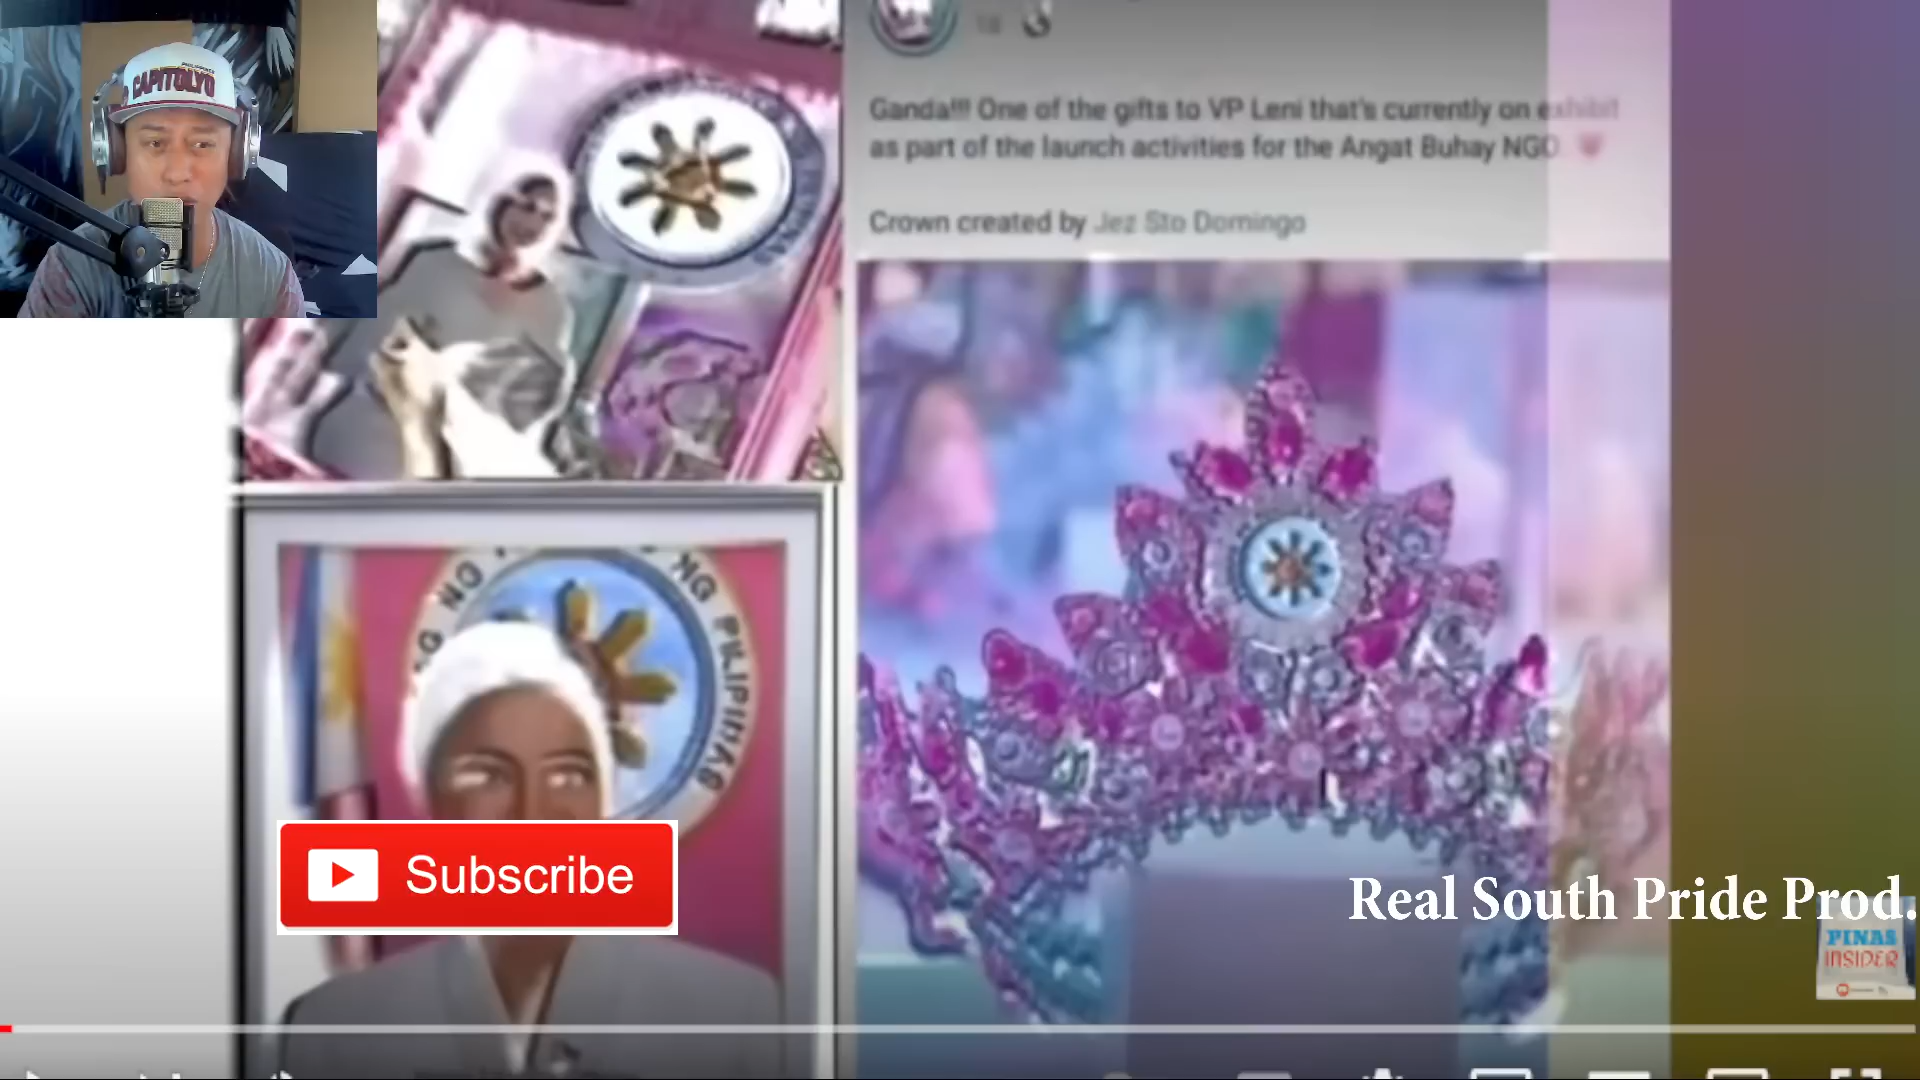 PHILIPPINES
CAPITOLYO
Ganda!!! One of the gifts to VP Leni that's currently on exhibit
as part of the launch activities for the Angat Buhay NGO
Crown created by Jez Sto Domingo
NG PILIPINAS
Subscribe
Real South Pride Prod.
PINAS
INSIDER